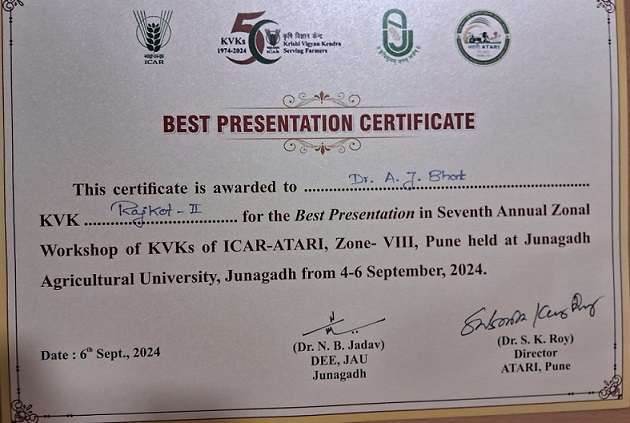 ICAR
50
KVKs
1974-2024
ICAR
कृषि विज्ञान केन्द्र
Krishi Vigyan Kendra
Serving Farmers
ATARI
BEST PRESENTATION CERTIFICATE
This certificate is awarded to Dr. A. J. Bhatt
KVK Rajkot - II for the Best Presentation in Seventh Annual Zonal
Workshop of KVKs of ICAR-ATARI, Zone- VIII, Pune held at Junagadh
Agricultural University, Junagadh from 4-6 September, 2024.
Date : 6th Sept., 2024
(Dr. N. B. Jadav)
DEE, JAU
Junagadh
(Dr. S. K. Roy)
Director
ATARI, Pune